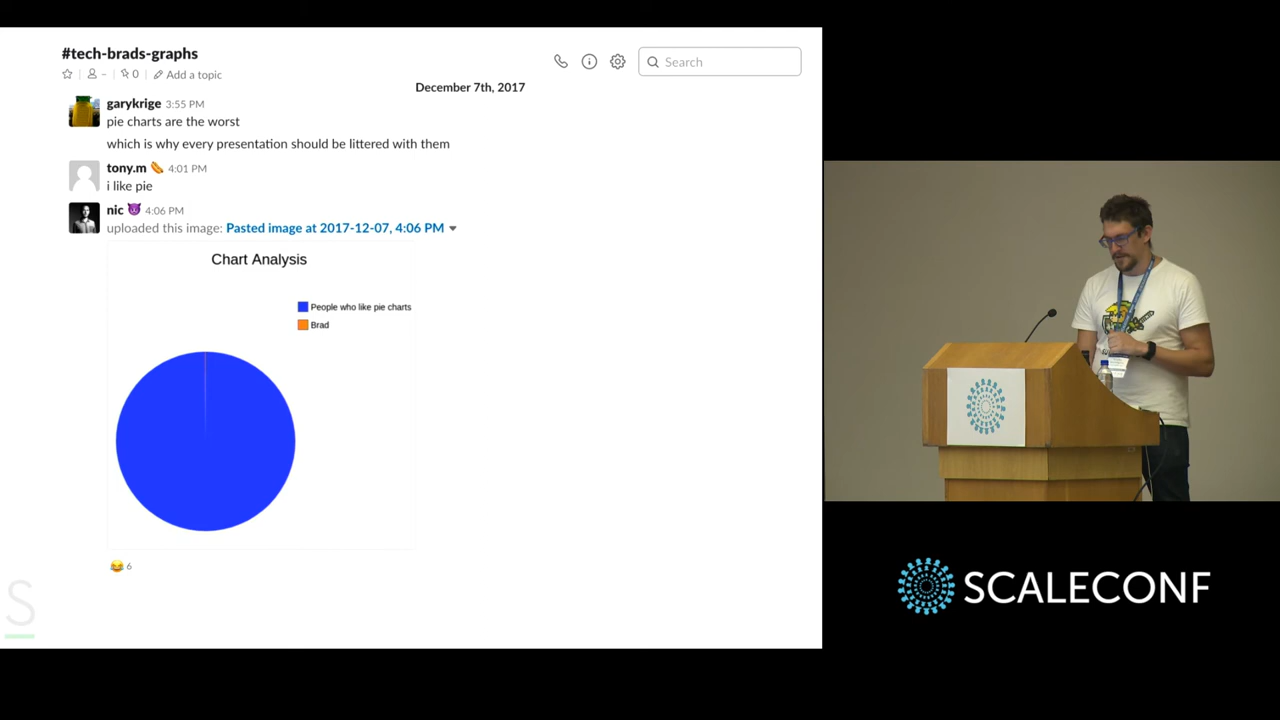 #tech-brads-graphs
- 0 Add a topic
Search
December 7th, 2017
garykrige 3:55 PM
pie charts are the worst
which is why every presentation should be littered with them
tony.m 4:01 PM
i like pie
nic 4:06 PM
uploaded this image: Pasted image at 2017-12-07, 4:06 PM
Chart Analysis
People who like pie charts
Brad
6
S
SCALECONF